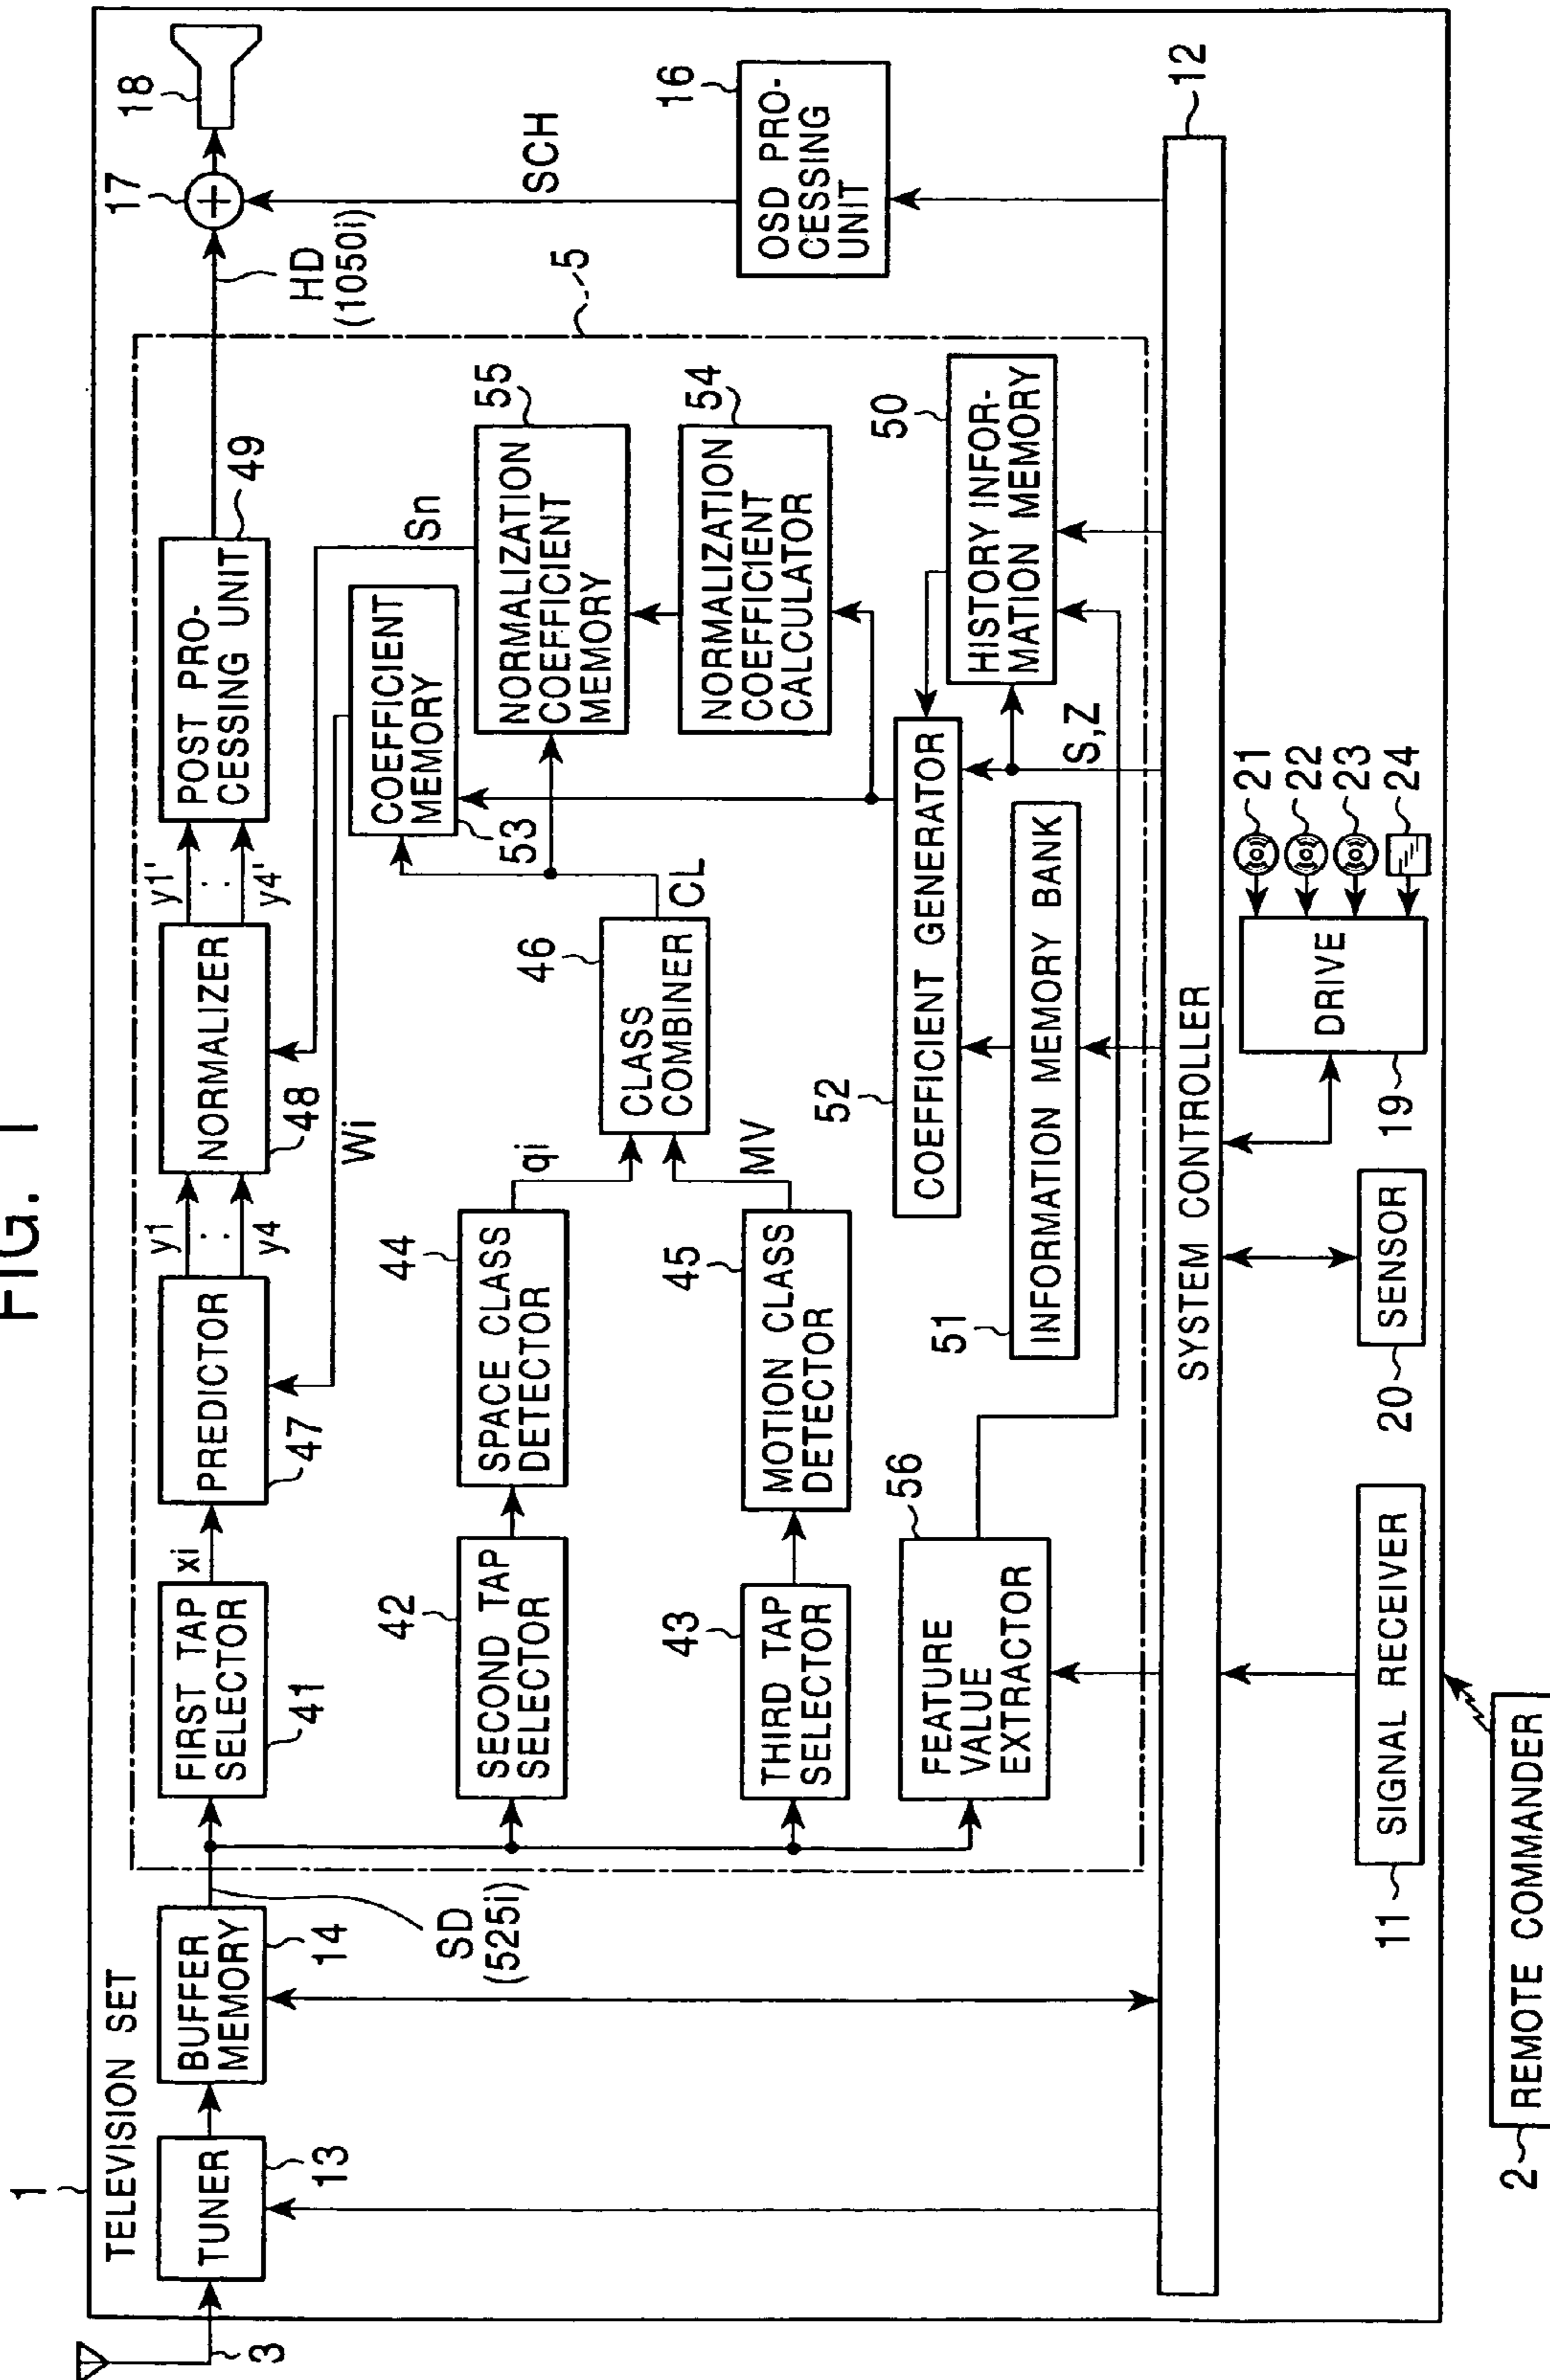 FIG. 1
1
TELEVISION SET
3
TUNER
13
BUFFER
MEMORY
14
SD
(525i)
FIRST TAP
SELECTOR
41
xi
PREDICTOR
47
y1
:
y4
NORMALIZER
48
y1'
:
y4'
POST PRO-
CESSING UNIT
49
HD
(1050i)
17
18
Wi
Sn
SECOND TAP
SELECTOR
42
SPACE CLASS
DETECTOR
44
qi
CLASS
COMBINER
46
CL
COEFFICIENT
MEMORY
53
NORMALIZATION
COEFFICIENT
MEMORY
55
5
SCH
THIRD TAP
SELECTOR
43
MOTION CLASS
DETECTOR
45
MV
NORMALIZATION
COEFFICIENT
CALCULATOR
54
OSD PRO-
CESSING
UNIT
16
FEATURE
VALUE
EXTRACTOR
56
COEFFICIENT GENERATOR
52
INFORMATION MEMORY BANK
51
HISTORY INFOR-
MATION MEMORY
50
S,Z
SYSTEM CONTROLLER
12
SIGNAL RECEIVER
11
SENSOR
20
DRIVE
19
21
22
23
24
REMOTE COMMANDER
2